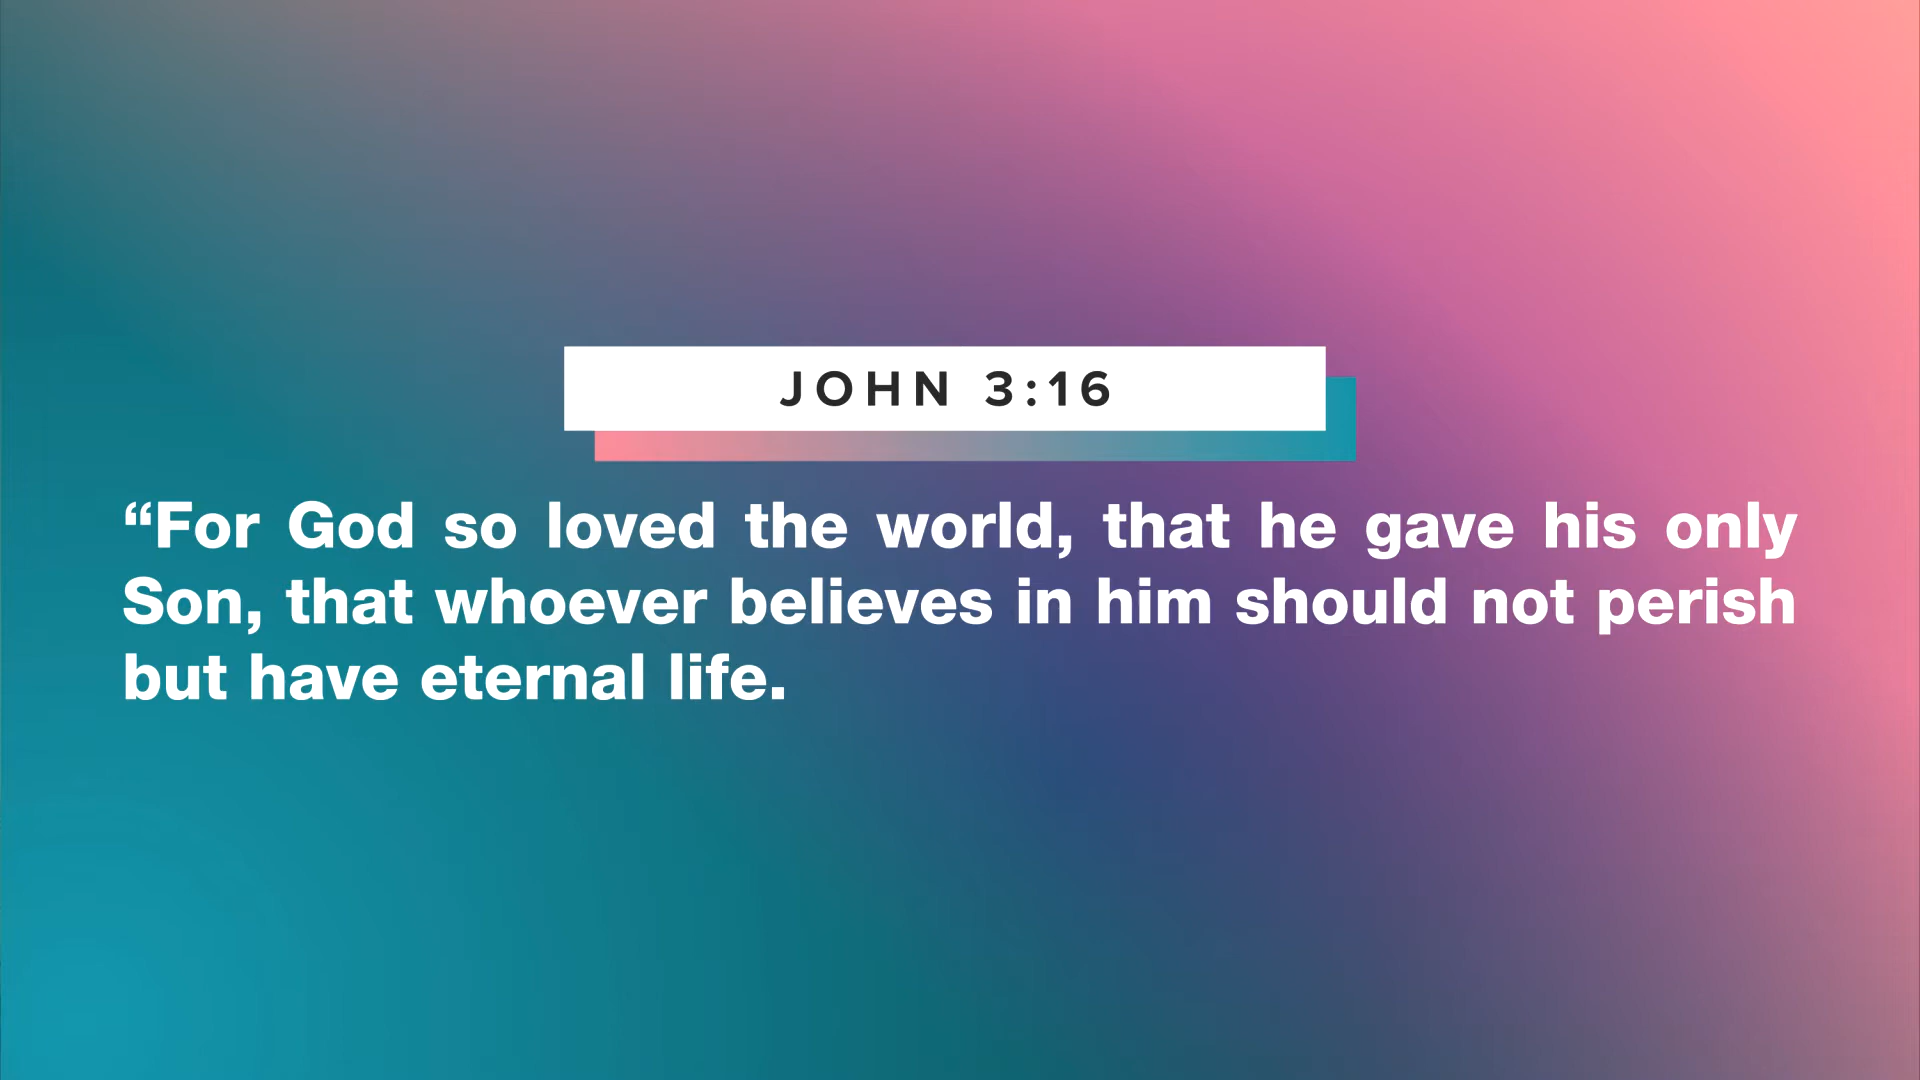 JOHN 3:16
“For God so loved the world, that he gave his only
Son, that whoever believes in him should not perish
but have eternal life.